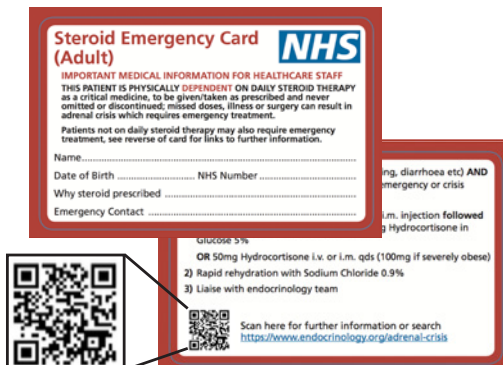 Steroid Emergency Card
(Adult)
NHS
IMPORTANT MEDICAL INFORMATION FOR HEALTHCARE STAFF
THIS PATIENT IS PHYSICALLY DEPENDENT ON DAILY STEROID THERAPY
as a critical medicine, to be given/taken as prescribed and never
omitted or discontinued; missed doses, illness or surgery can result in
adrenal crisis which requires emergency treatment.
Patients not on daily steroid therapy may also require emergency
treatment, see reverse of card for links to further information.
Name
Date of Birth NHS Number
Why steroid prescribed
Emergency Contact
diarrhoea etc) AND
emergency or crisis
i.m. injection followed
Hydrocortisone in
Glucose 5%
OR 50mg Hydrocortisone i.v. or i.m. qds (100mg if severely obese)
2) Rapid rehydration with Sodium Chloride 0.9%
3) Liaise with endocrinology team
Scan here for further information or search
https://www.endocrinology.org/adrenal-crisis